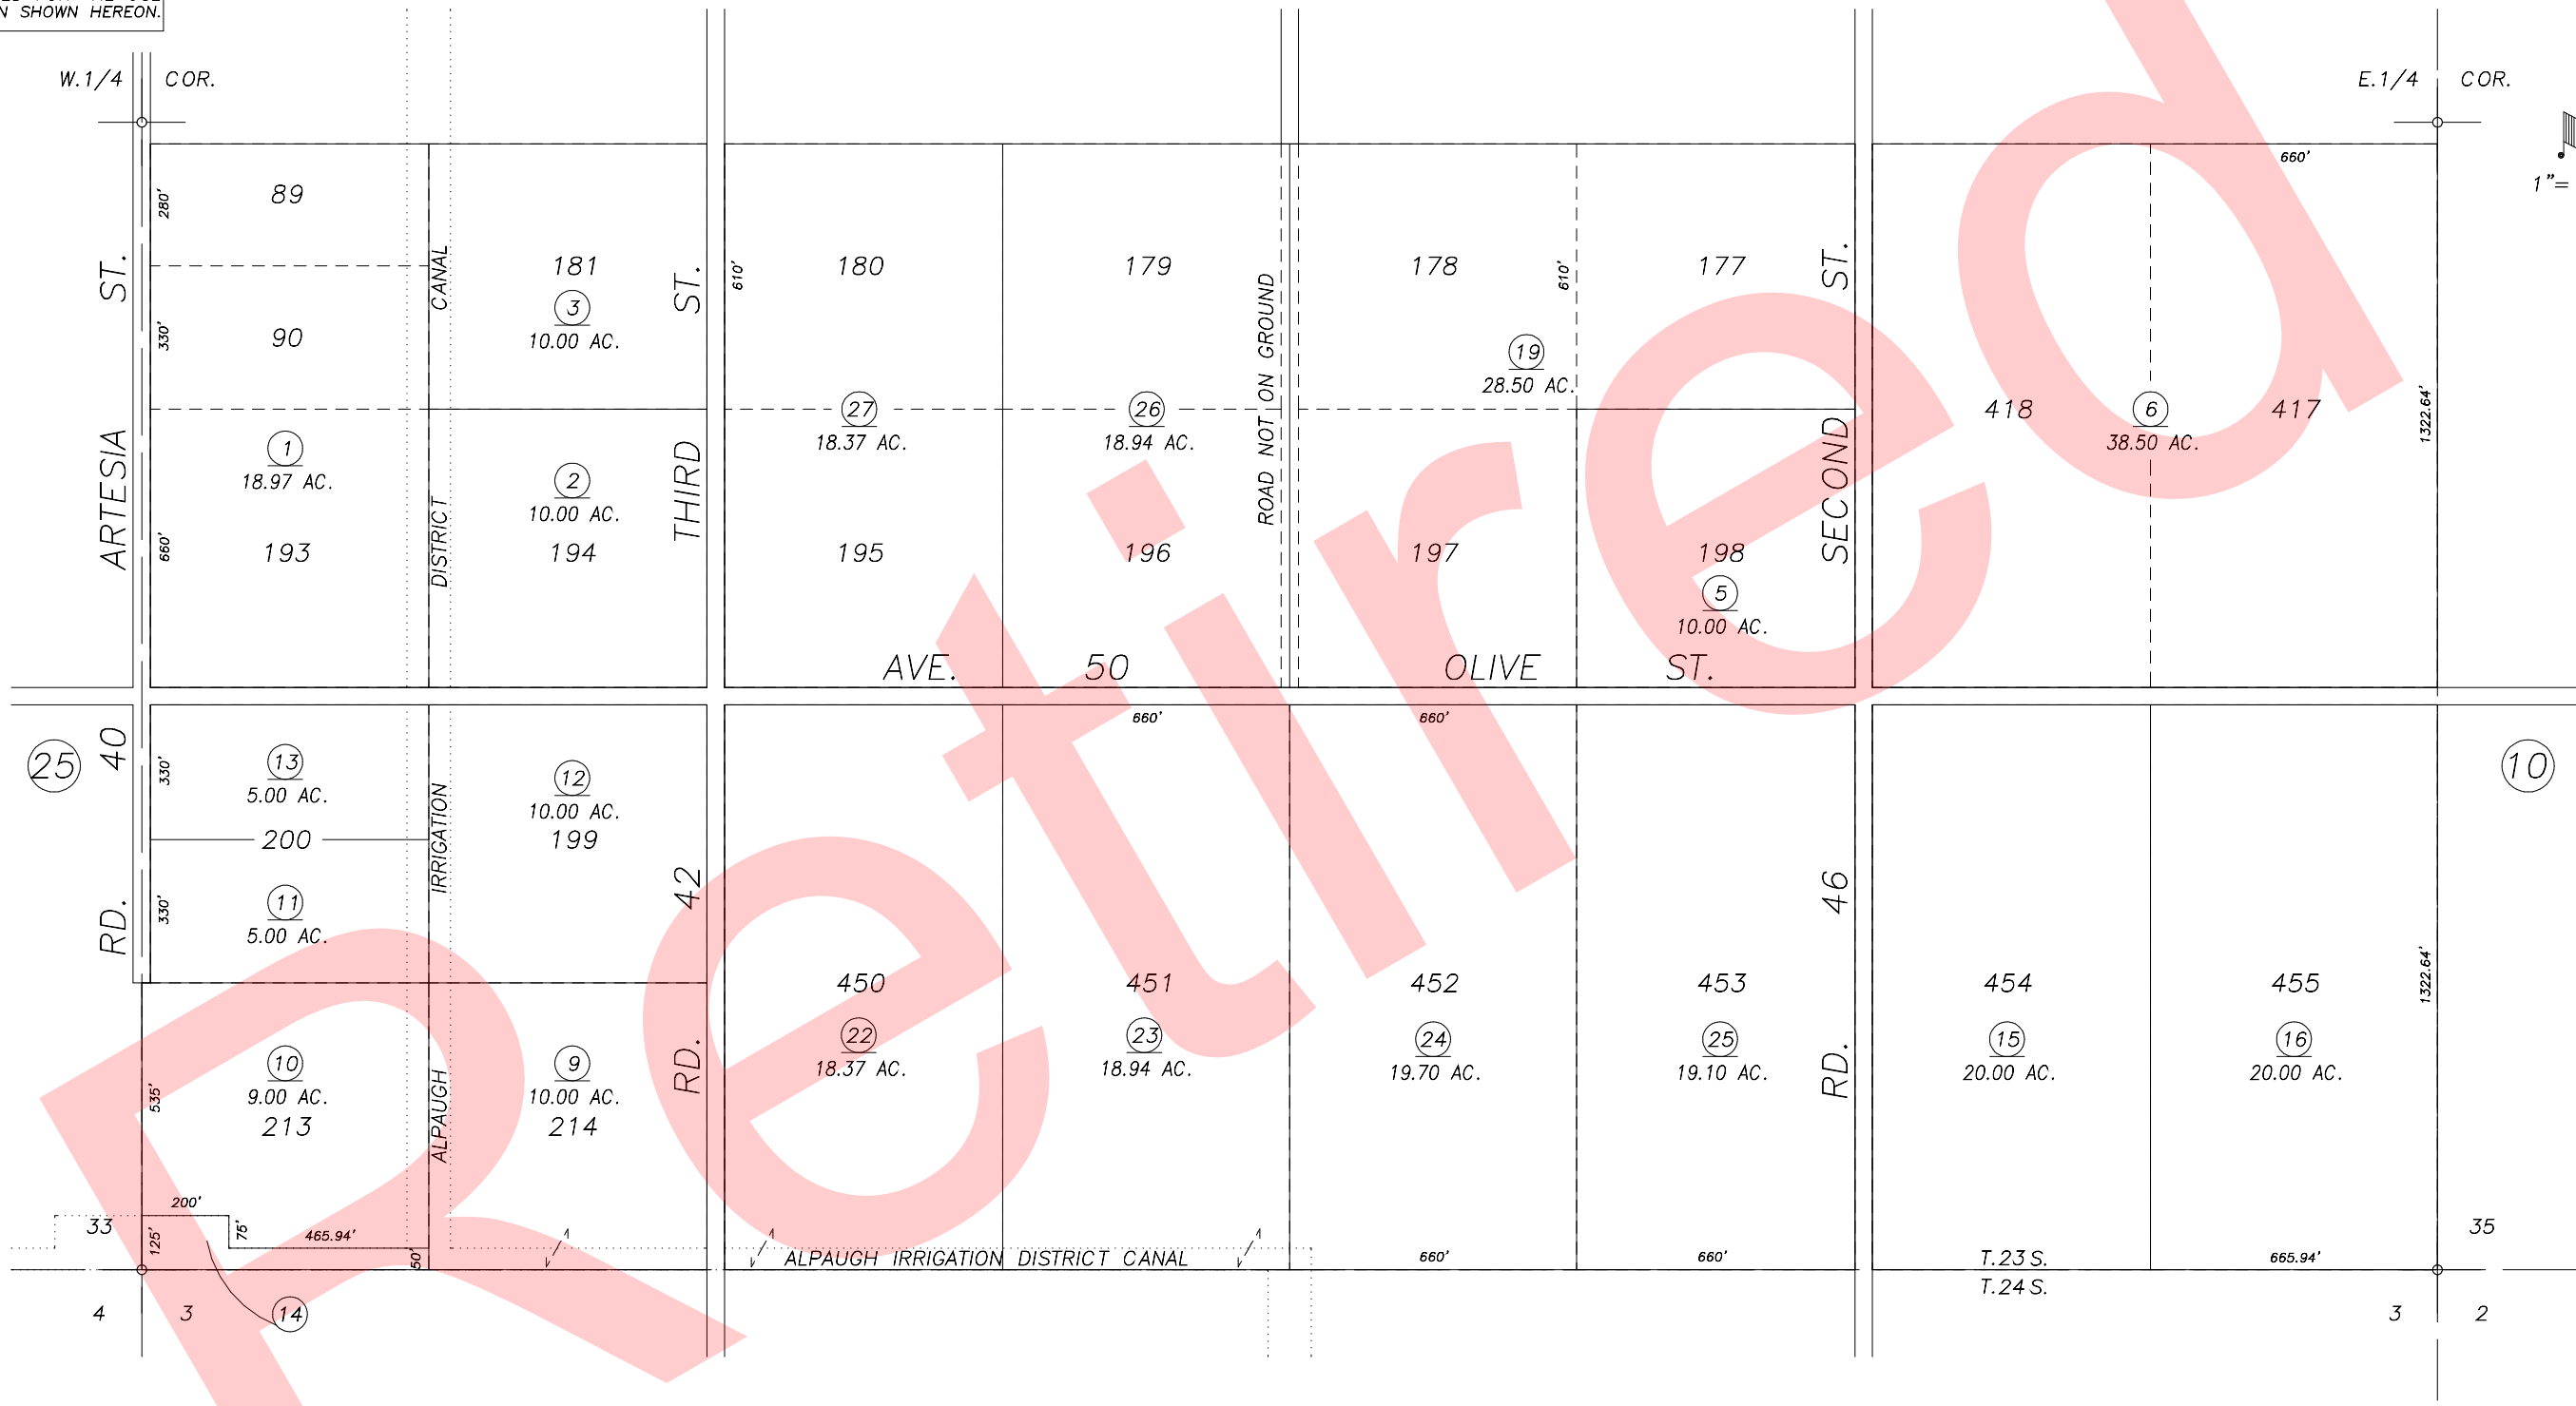 N SHOWN HEREON.
W.1/4 COR.
E.1/4 COR.
1"=
660'
280'
89
ST.
CANAL
181
3
10.00 AC.
ST.
610'
180
179
ROAD NOT ON GROUND
178
610'
177
ST.
330'
90
19
28.50 AC.
ARTESIA
1
18.97 AC.
660'
193
DISTRICT
2
10.00 AC.
194
THIRD
27
18.37 AC.
195
26
18.94 AC.
196
197
198
5
10.00 AC.
SECOND
418
6
38.50 AC.
417
1322.64'
AVE. 50 OLIVE ST.
25
40
RD.
330'
13
5.00 AC.
200
330'
11
5.00 AC.
IRRIGATION
12
10.00 AC.
199
42
RD.
660'
660'
46
RD.
10
450
22
18.37 AC.
451
23
18.94 AC.
452
24
19.70 AC.
453
25
19.10 AC.
454
15
20.00 AC.
455
16
20.00 AC.
1322.64'
535'
10
9.00 AC.
213
ALPAUGH
9
10.00 AC.
214
200'
33
125'
75'
465.94'
50'
ALPAUGH IRRIGATION DISTRICT CANAL
660'
660'
T.23 S.
T.24 S.
665.94'
35
4
3
14
3
2
Retired